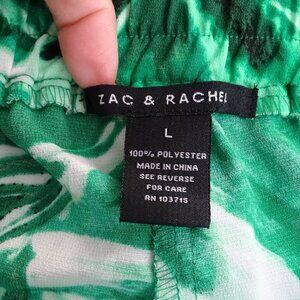 ZAC & RACHEL
L
100% POLYESTER
MADE IN CHINA
SEE REVERSE
FOR CARE
RN 103715